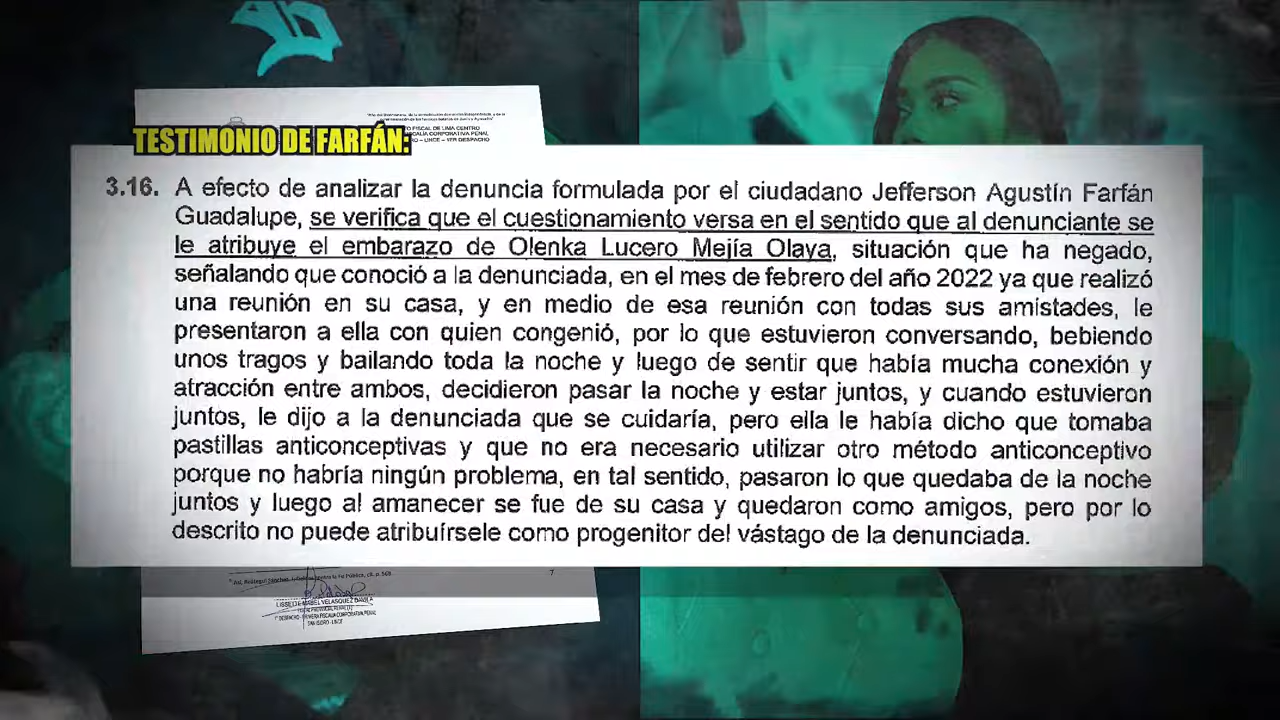 TESTIMONIO DE FARFÁN:
3.16. A efecto de analizar la denuncia formulada por el ciudadano Jefferson Agustín Farfán
Guadalupe, se verifica que el cuestionamiento versa en el sentido que al denunciante se
le atribuye el embarazo de Olenka Lucero Mejía Olaya, situación que ha negado,
señalando que conoció a la denunciada, en el mes de febrero del año 2022 ya que realizó
una reunión en su casa, y en medio de esa reunión con todas sus amistades, le
presentaron a ella con quien congenió, por lo que estuvieron conversando, bebiendo
unos tragos y bailando toda la noche y luego de sentir que había mucha conexión y
atracción entre ambos, decidieron pasar la noche y estar juntos, y cuando estuvieron
juntos, le dijo a la denunciada que se cuidaría, pero ella le había dicho que tomaba
pastillas anticonceptivas y que no era necesario utilizar otro método anticonceptivo
porque no habría ningún problema, en tal sentido, pasaron lo que quedaba de la noche
juntos y luego al amanecer se fue de su casa y quedaron como amigos, pero por lo
descrito no puede atribuírsele como progenitor del vástago de la denunciada.
7